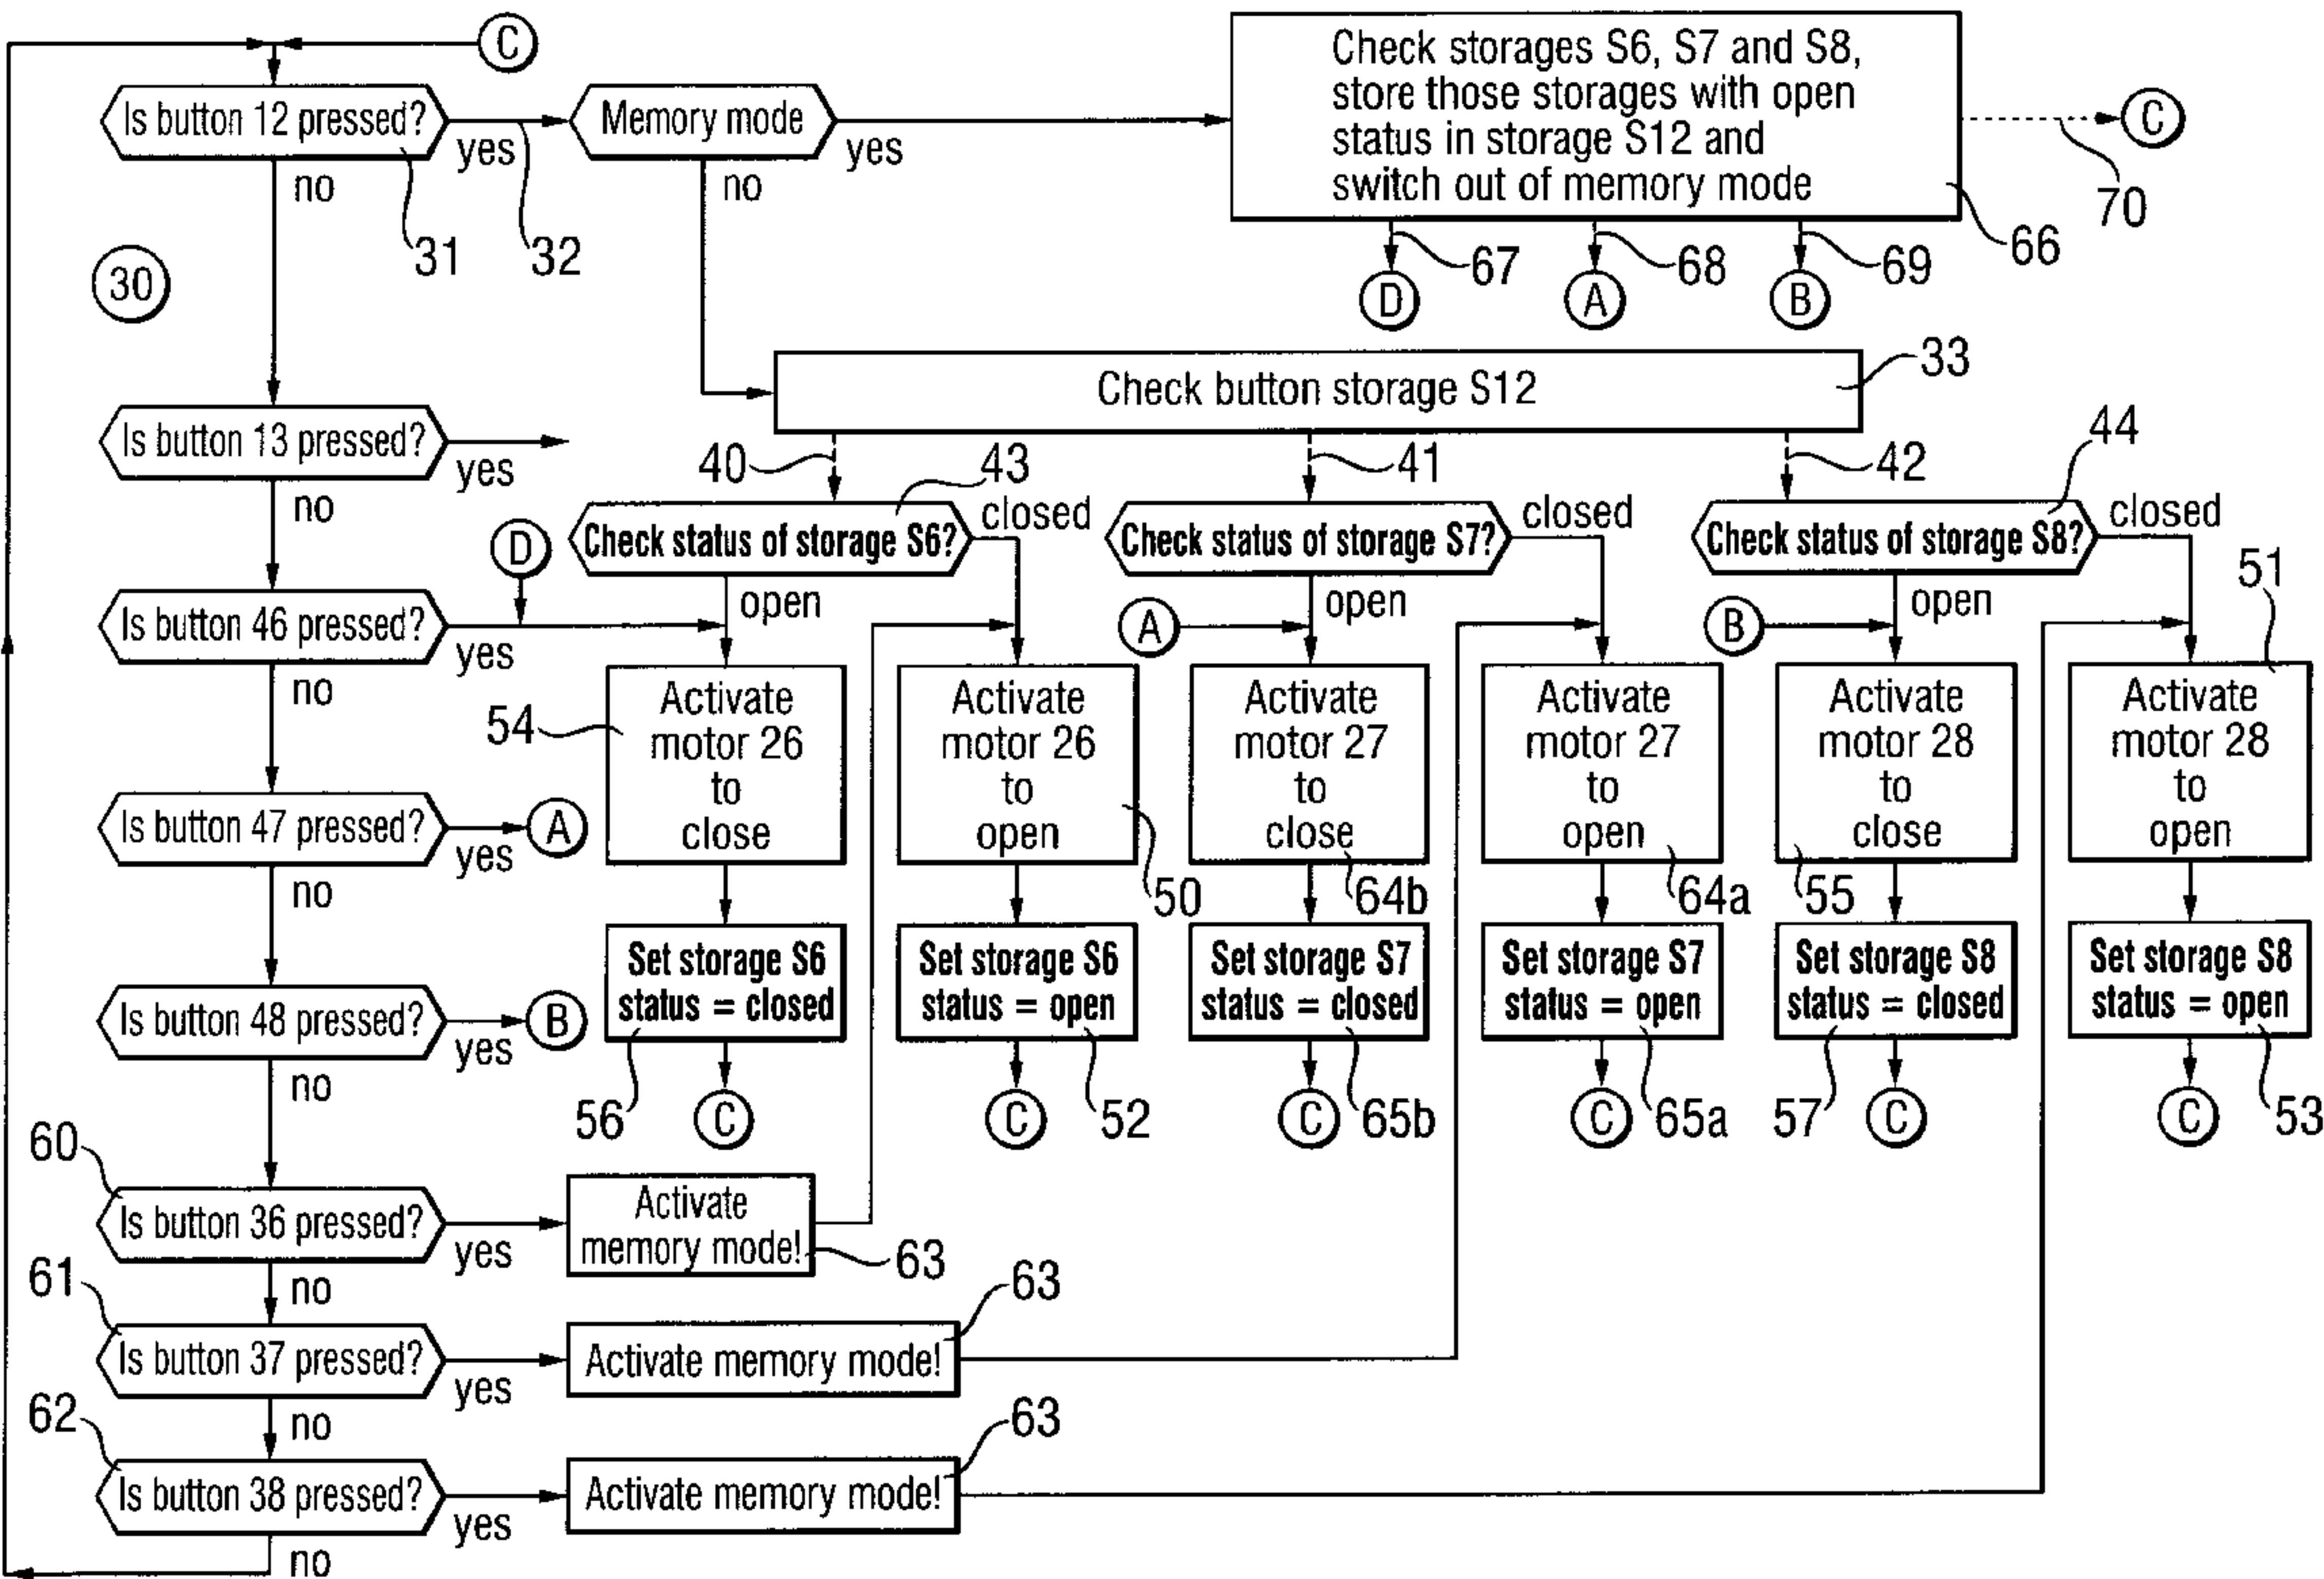 C
Is button 12 pressed?
yes
no
31
32
Memory mode
yes
no
Check storages S6, S7 and S8,
store those storages with open
status in storage S12 and
switch out of memory mode
C
70
66
67
68
69
D
A
B
30
Check button storage S12
33
Is button 13 pressed?
yes
no
40
41
42
43
44
Check status of storage S6?
closed
open
Check status of storage S7?
closed
open
Check status of storage S8?
closed
open
D
A
B
51
Is button 46 pressed?
yes
no
54
Activate
motor 26
to
close
Activate
motor 26
to
open
50
Activate
motor 27
to
close
64b
Activate
motor 27
to
open
64a
Activate
motor 28
to
close
55
Activate
motor 28
to
open
Is button 47 pressed?
yes
no
A
Set storage S6
status = closed
Set storage S6
status = open
Set storage S7
status = closed
Set storage S7
status = open
Set storage S8
status = closed
Set storage S8
status = open
Is button 48 pressed?
yes
no
B
56
C
C
52
C
65b
C
65a
57
C
C
53
60
Is button 36 pressed?
yes
no
Activate
memory mode!
63
61
Is button 37 pressed?
yes
no
Activate memory mode!
63
62
Is button 38 pressed?
yes
no
Activate memory mode!
63